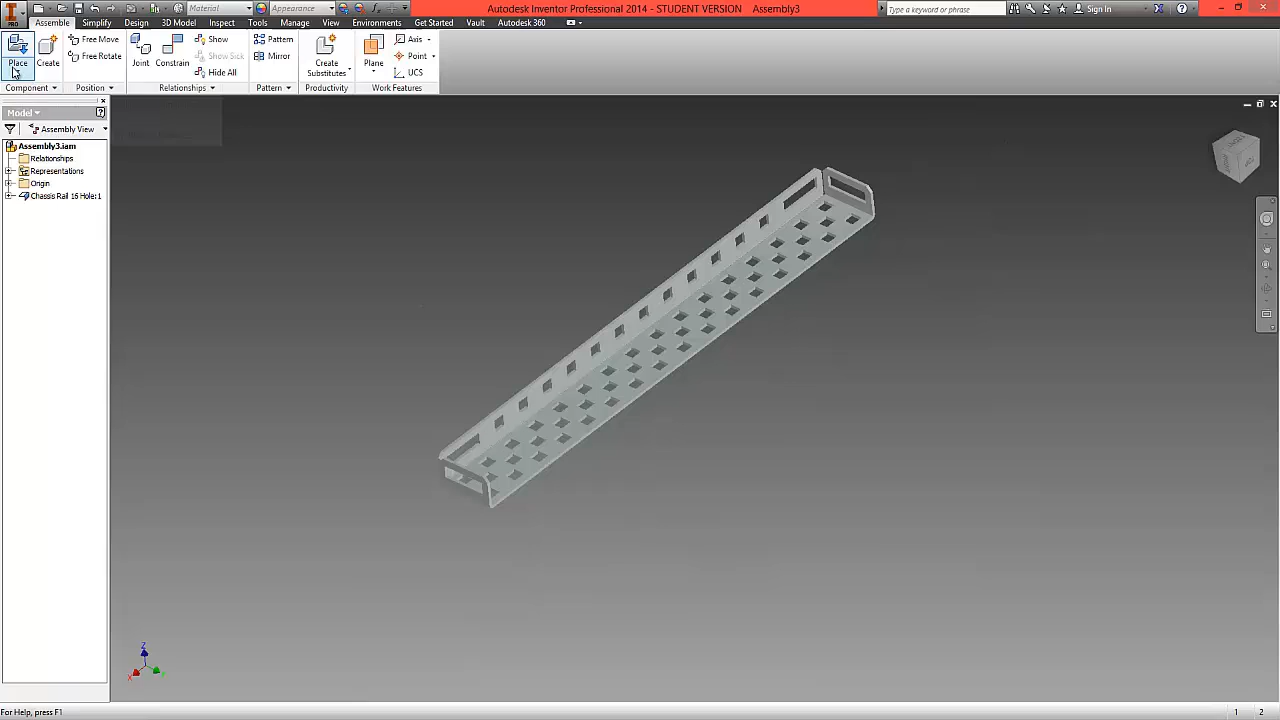 Autodesk Inventor Professional 2014 - STUDENT VERSION Assembly3
Material
Appearance
Type a keyword or phrase
Sign In
PRO
Assemble Simplify Design 3D Model Inspect Tools Manage View Environments Get Started Vault Autodesk 360
Place
Create
Free Move
Free Rotate
Joint
Constrain
Show
Show Sick
Hide All
Pattern
Mirror
Create
Substitutes
Plane
Axis
Point
UCS
Component
Position
Relationships
Pattern
Productivity
Work Features
Model
Assembly View
Assembly3.iam
Relationships
Representations
Origin
Chassis Rail 16 Hole:1
Z
X
For Help, press F1
1
2